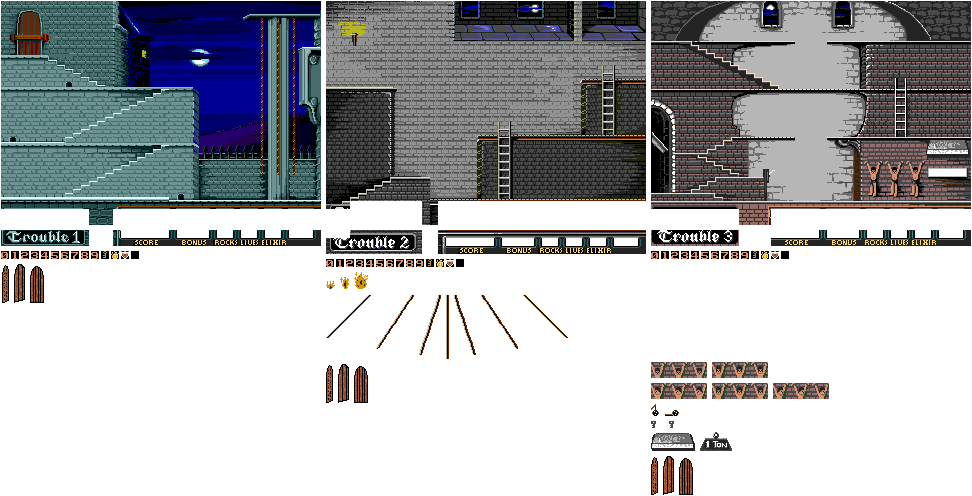 Trouble 1
SCORE BONUS ROCKS LIVES ELIXIR
0123456789
Trouble 2
SCORE BONUS ROCKS LIVES ELIXIR
0123456789
Trouble 3
SCORE BONUS ROCKS LIVES ELIXIR
0123456789
1 TON